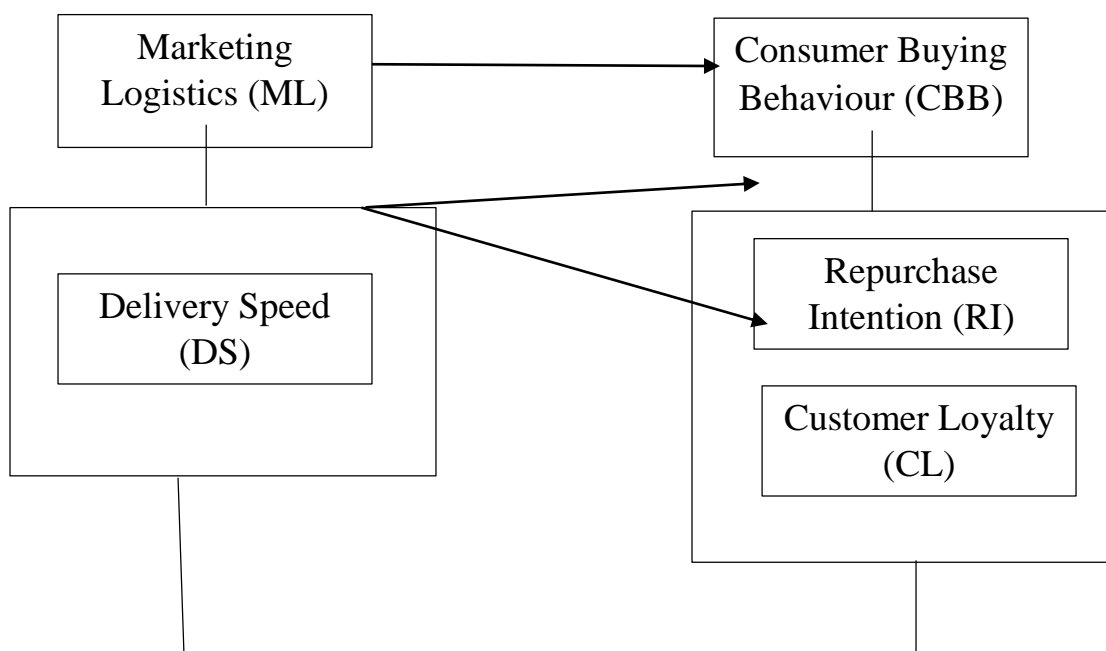 Marketing
Logistics (ML)
Consumer Buying
Behaviour (CBB)
Delivery Speed
(DS)
Repurchase
Intention (RI)
Customer Loyalty
(CL)